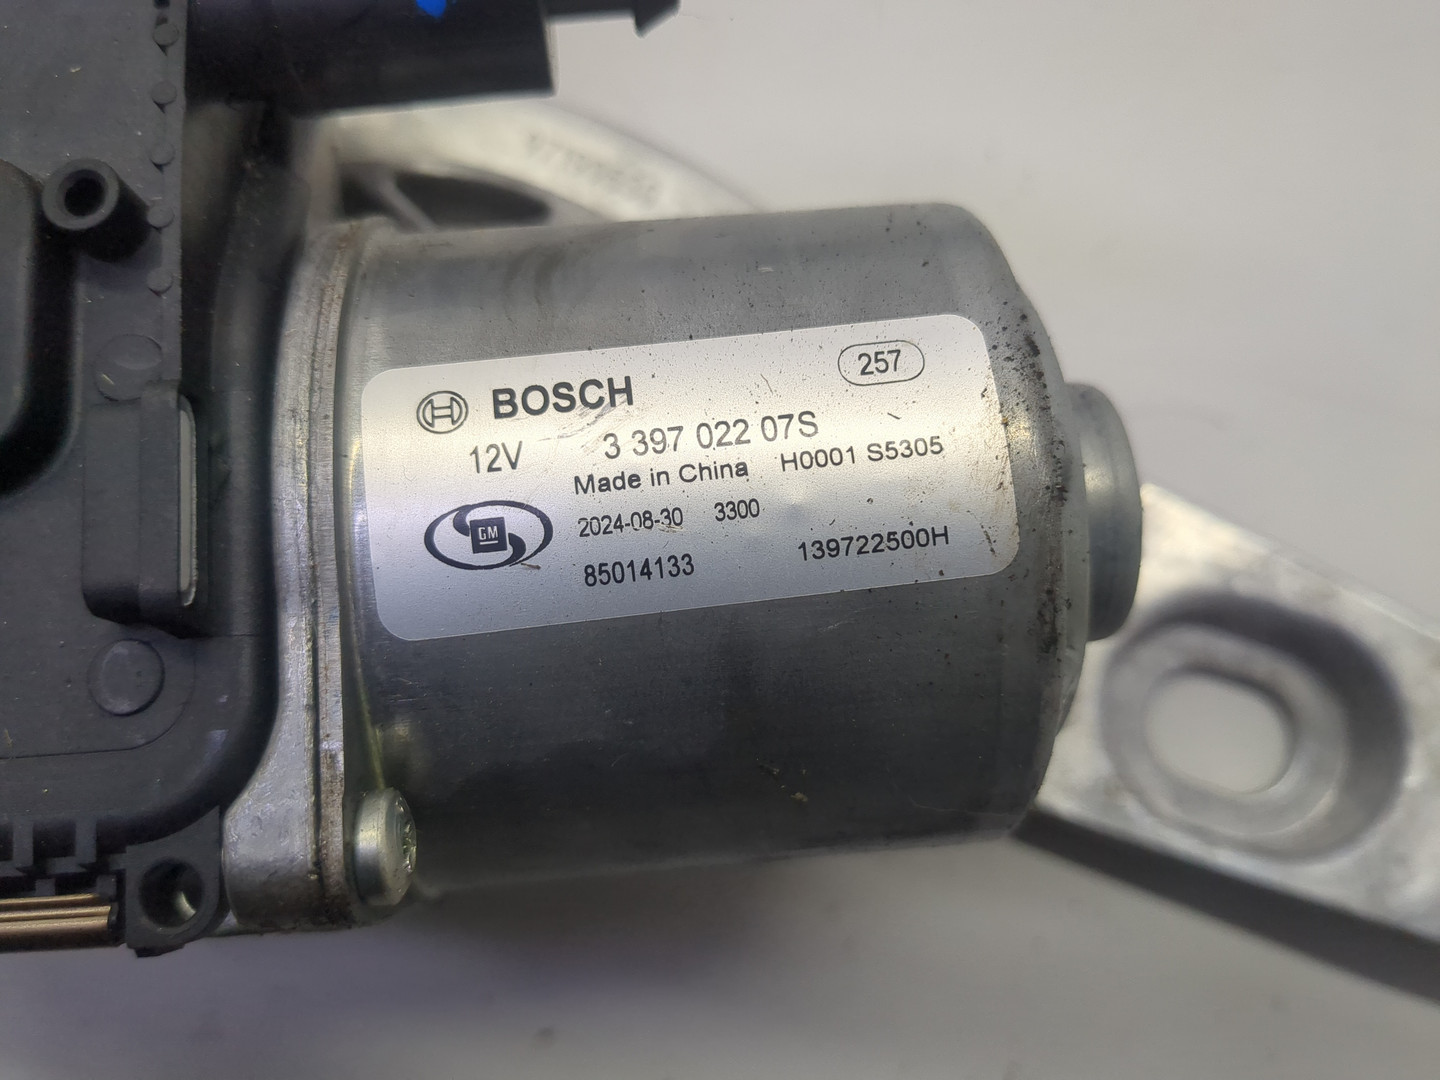 257
BOSCH
12V 3 397 022 07S
Made in China H0001 S5305
GM 2024-08-30 3300
85014133 139722500H